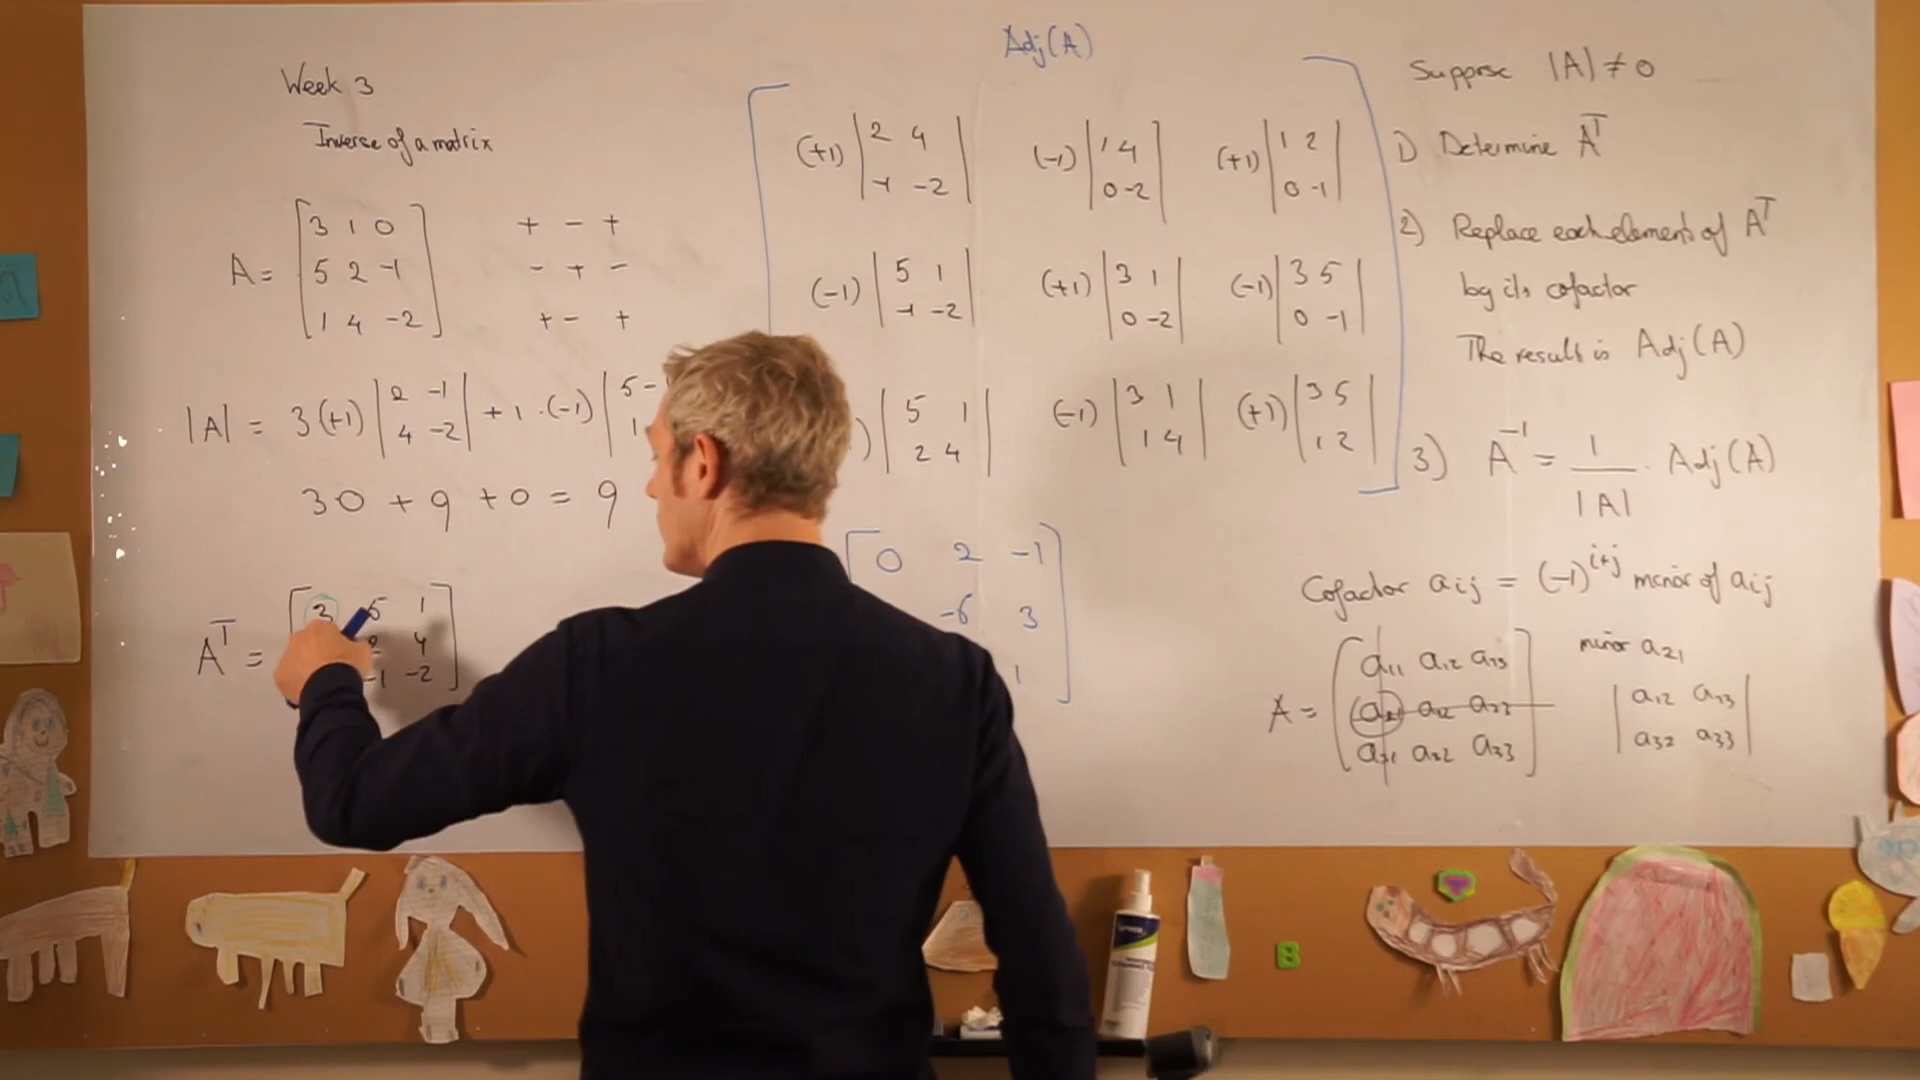 Week 3
Inverse of a matrix
A = [ 3 1 0
5 2 -1
1 4 -2 ]
+ - +
- + -
+ - +
|A| = 3 (+1) | 2 -1
4 -2 | + 1 · (-1) | 5 -
1
30 + 9 + 0 = 9
A^T = [ 3 5 1
2 4
-1 -2 ]
Adj(A)
(+1) | 2 4
-1 -2 | (-1) | 1 4
0 -2 | (+1) | 1 2
0 -1 |
(-1) | 5 1
-1 -2 | (+1) | 3 1
0 -2 | (-1) | 3 5
0 -1 |
) | 5 1
2 4 | (-1) | 3 1
1 4 | (+1) | 3 5
1 2 |
0 2 -1
-6 3
1
Suppose |A| ≠ 0
1) Determine A^T
2) Replace each elements of A^T
by its cofactor
The result is Adj(A)
3) A^-1 = 1 / |A| · Adj(A)
Cofactor aij = (-1)^i+j minor of aij
A = [ a11 a12 a13
a21 a22 a23
a31 a32 a33 ]
minor a21
| a12 a13
a32 a33 |